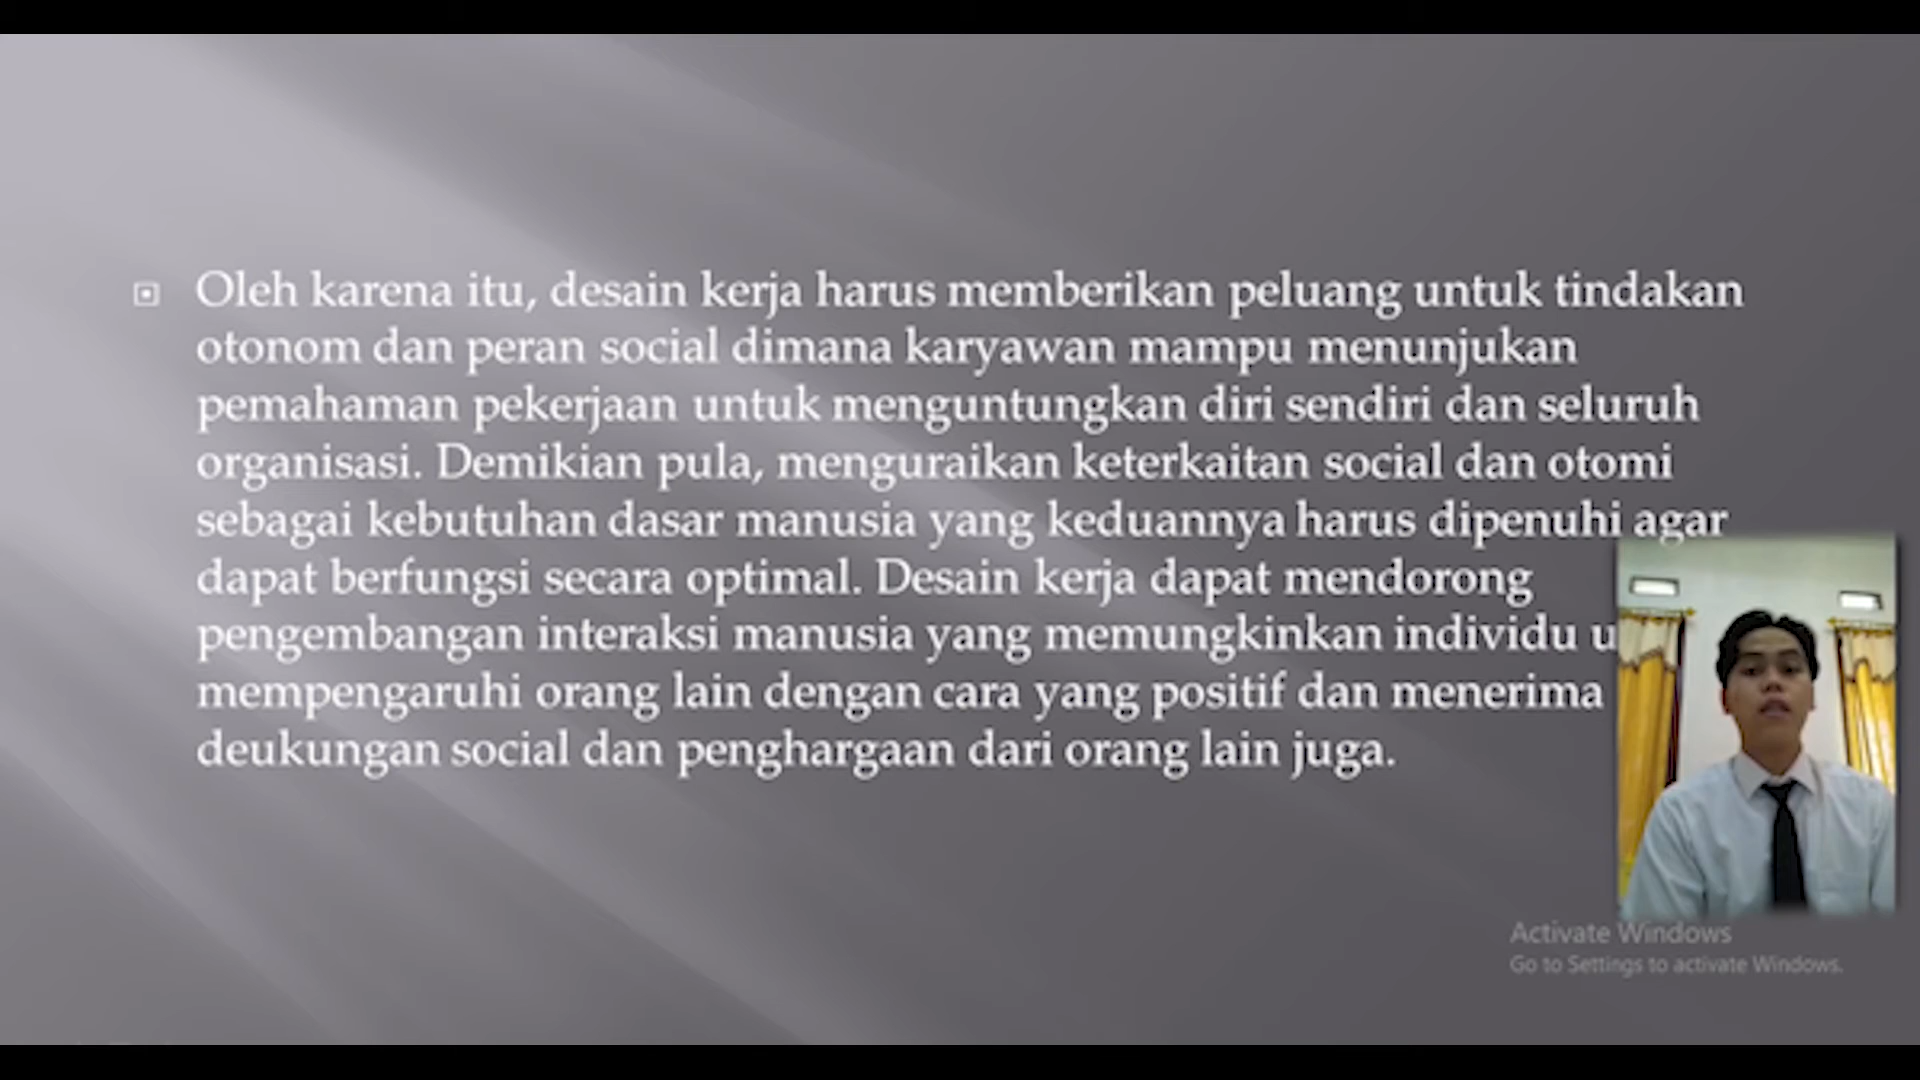 Oleh karena itu, desain kerja harus memberikan peluang untuk tindakan
otonom dan peran social dimana karyawan mampu menunjukan
pemahaman pekerjaan untuk menguntungkan diri sendiri dan seluruh
organisasi. Demikian pula, menguraikan keterkaitan social dan otomi
sebagai kebutuhan dasar manusia yang keduannya harus dipenuhi agar
dapat berfungsi secara optimal. Desain kerja dapat mendorong
pengembangan interaksi manusia yang memungkinkan individu
mempengaruhi orang lain dengan cara yang positif dan menerima
deukungan social dan penghargaan dari orang lain juga.
Activate Windows
Go to Settings to activate Windows.